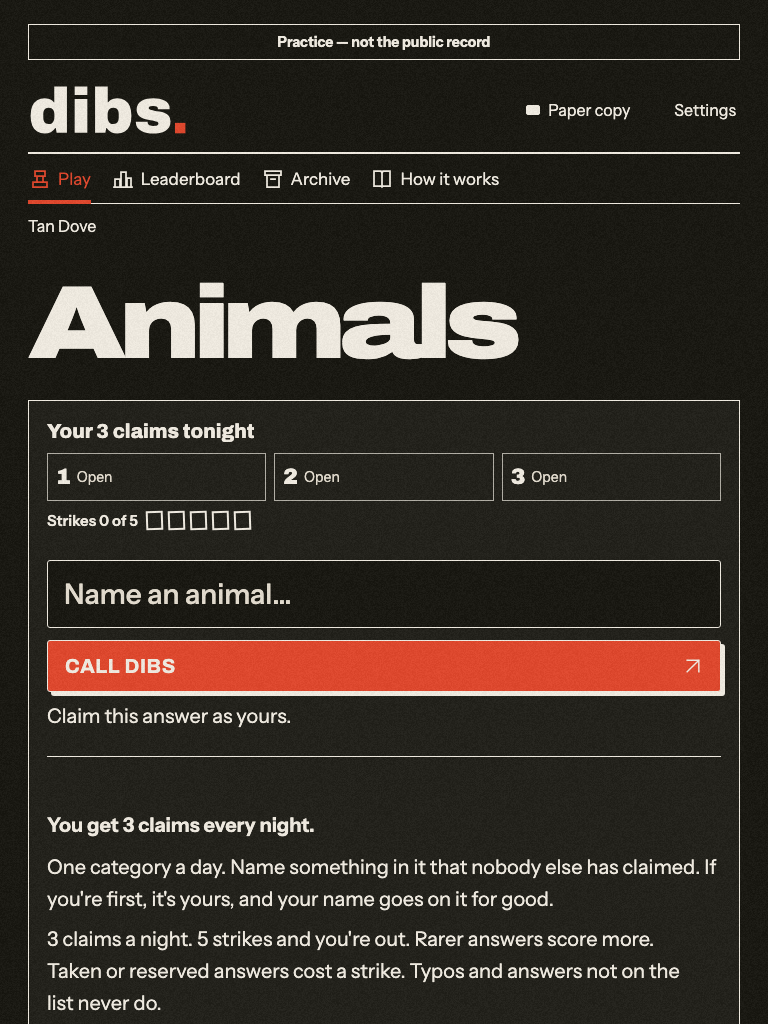 Practice — not the public record
dibs.
Paper copy
Settings
Play
Leaderboard
Archive
How it works
Tan Dove
Animals
Your 3 claims tonight
1 Open
2 Open
3 Open
Strikes 0 of 5
Name an animal...
CALL DIBS
Claim this answer as yours.
You get 3 claims every night.
One category a day. Name something in it that nobody else has claimed. If
you're first, it's yours, and your name goes on it for good.
3 claims a night. 5 strikes and you're out. Rarer answers score more.
Taken or reserved answers cost a strike. Typos and answers not on the
list never do.